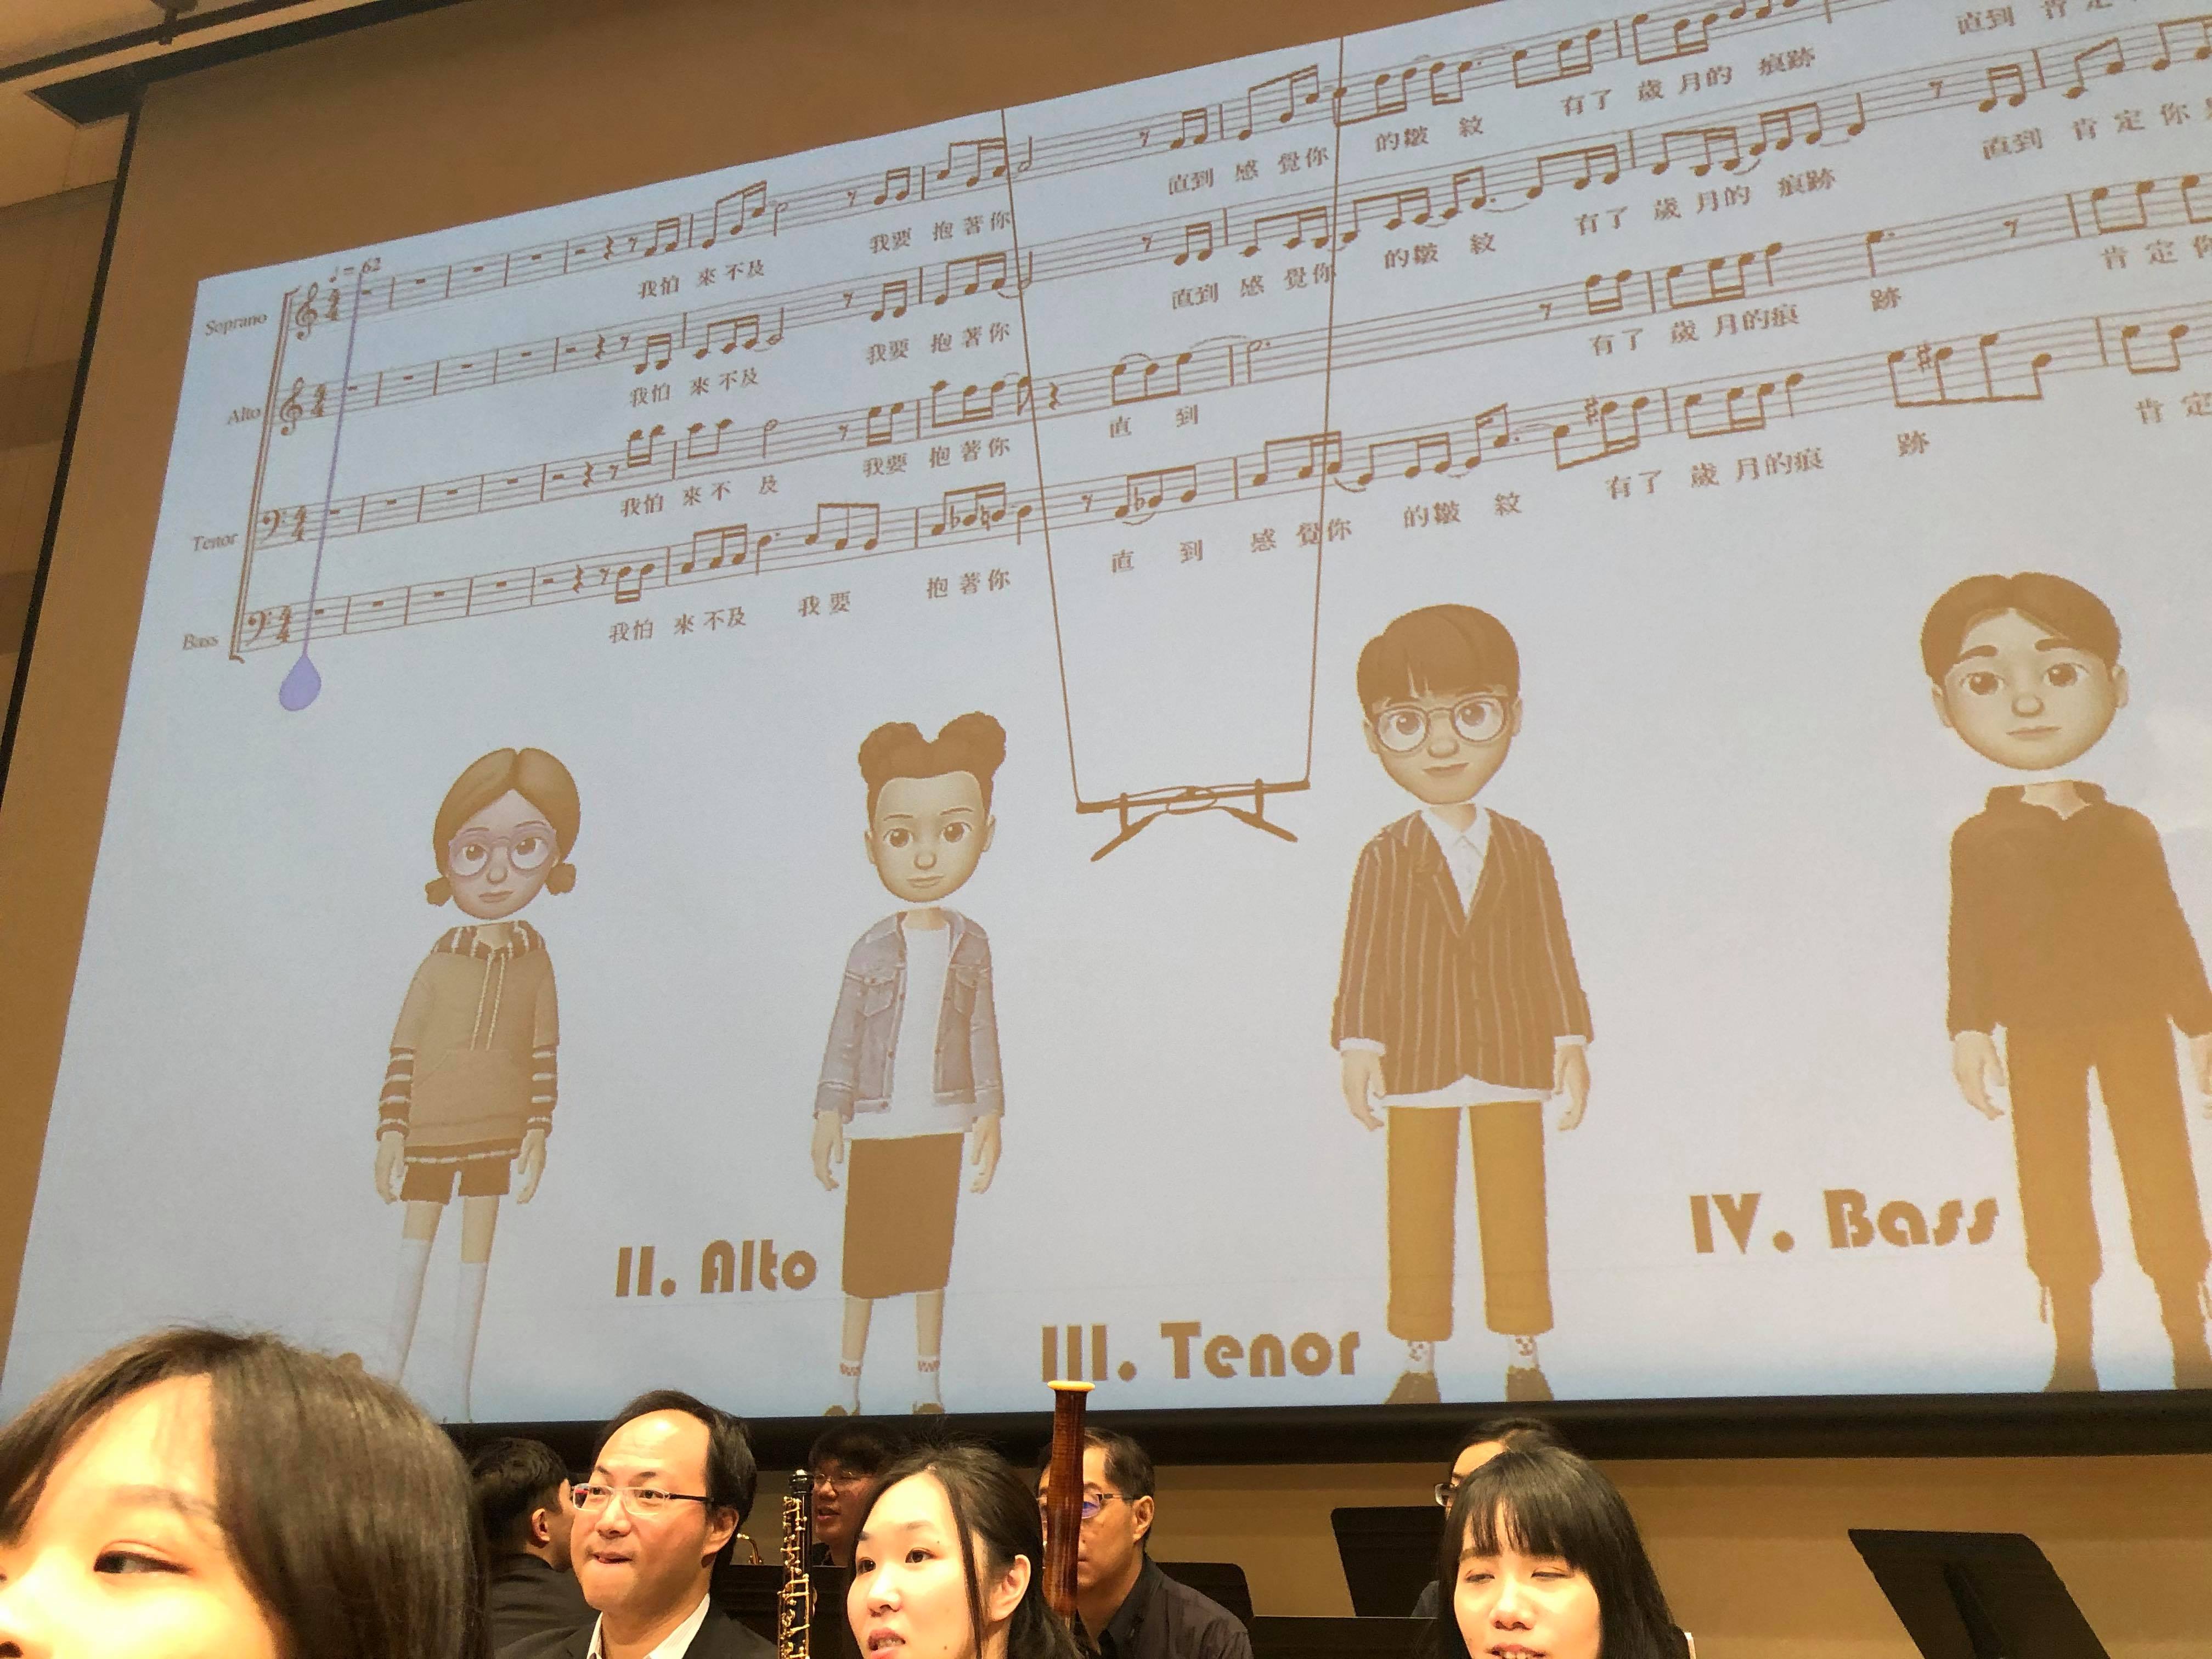 ♩= 62
Soprano
我怕 來 不及 我要 抱 著 你 直到 感 覺你 的皺 紋 有了 歲 月的 痕跡 直到 肯 定
Alto
我怕 來 不及 我要 抱 著 你 直到 感 覺你 的皺 紋 有了 歲 月的 痕跡 直到 肯 定 你
Tenor
我怕 來 不 及 我要 抱 著 你 直 到 有了 歲 月的痕 跡 肯 定 你
Bass
我怕 來 不及 我 要 抱 著 你 直 到 感 覺你 的皺 紋 有了 歲 月的痕 跡 肯 定
II. Alto
III. Tenor
IV. Bass